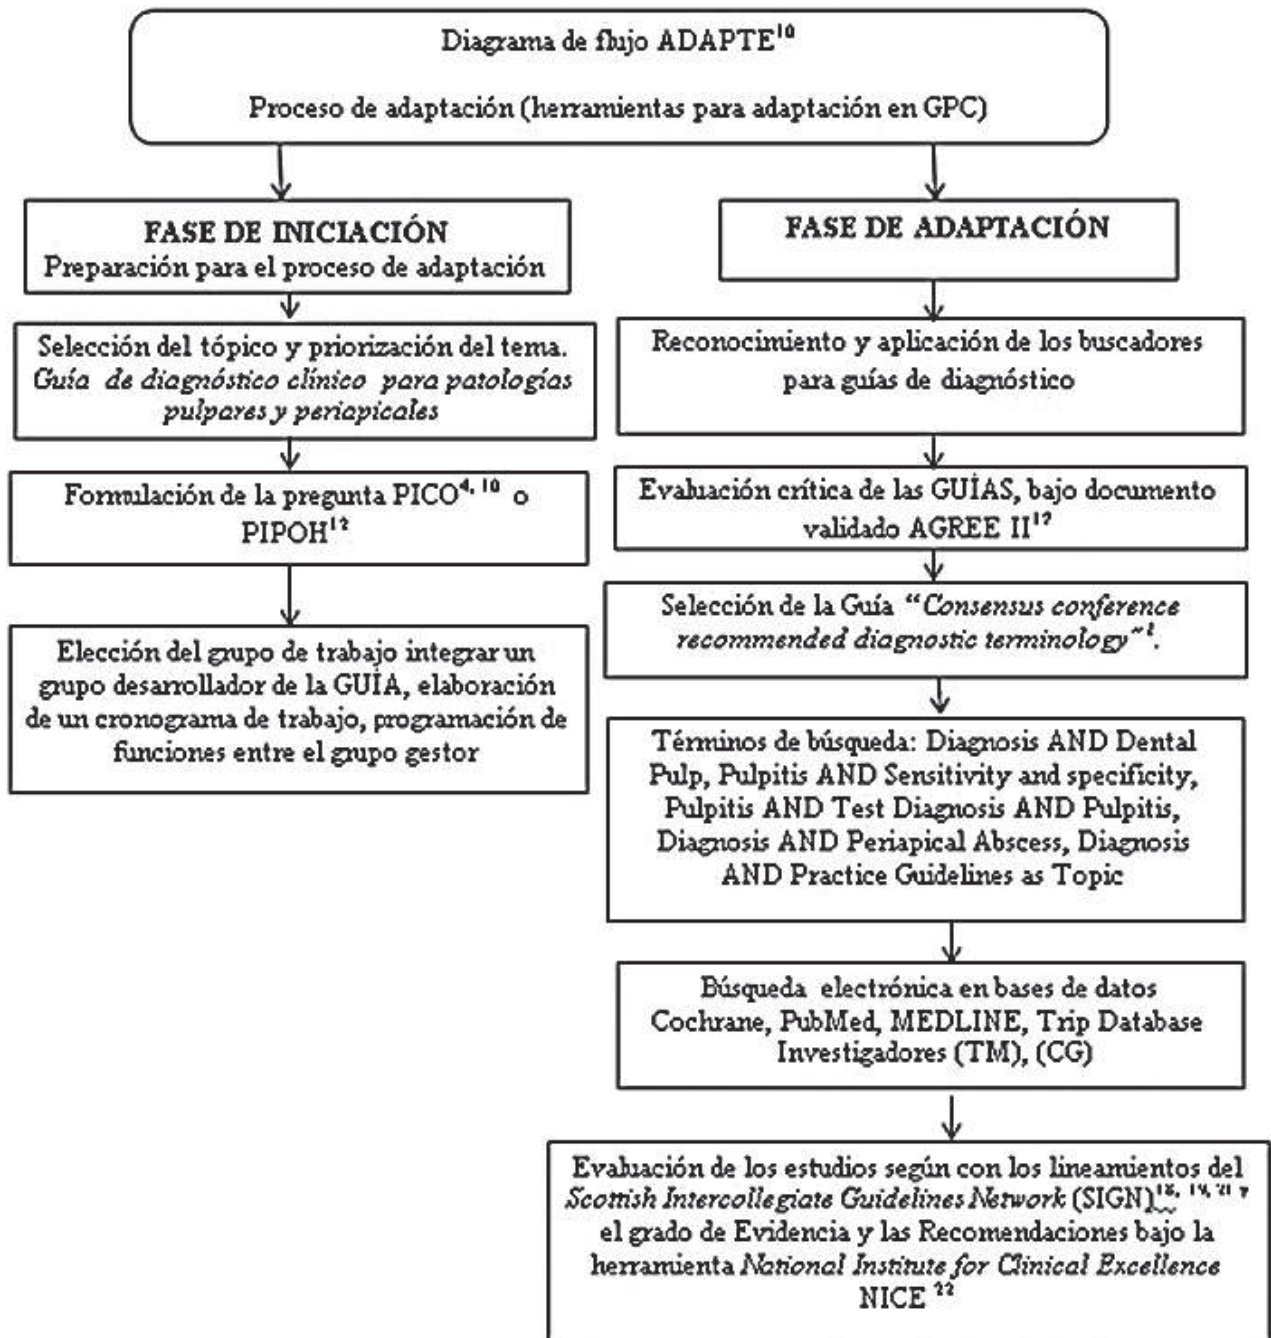 Diagrama de flujo ADAPTE¹⁰
Proceso de adaptación (herramientas para adaptación en GPC)
FASE DE INICIACIÓN
Preparación para el proceso de adaptación
Selección del tópico y priorización del tema.
Guía de diagnóstico clínico para patologías
pulpares y periapicales
Formulación de la pregunta PICO⁴, ¹⁰ o
PIPOH¹²
Elección del grupo de trabajo integrar un
grupo desarrollador de la GUÍA, elaboración
de un cronograma de trabajo, programación de
funciones entre el grupo gestor
FASE DE ADAPTACIÓN
Reconocimiento y aplicación de los buscadores
para guías de diagnóstico
Evaluación crítica de las GUÍAS, bajo documento
validado AGREE II¹⁷
Selección de la Guía “Consensus conference
recommended diagnostic terminology”.
Términos de búsqueda: Diagnosis AND Dental
Pulp, Pulpitis AND Sensitivity and specificity,
Pulpitis AND Test Diagnosis AND Pulpitis,
Diagnosis AND Periapical Abscess, Diagnosis
AND Practice Guidelines as Topic
Búsqueda electrónica en bases de datos
Cochrane, PubMed, MEDLINE, Trip Database
Investigadores (TM), (CG)
Evaluación de los estudios según con los lineamientos del
Scottish Intercollegiate Guidelines Network (SIGN)
el grado de Evidencia y las Recomendaciones bajo la
herramienta National Institute for Clinical Excellence
NICE ²²